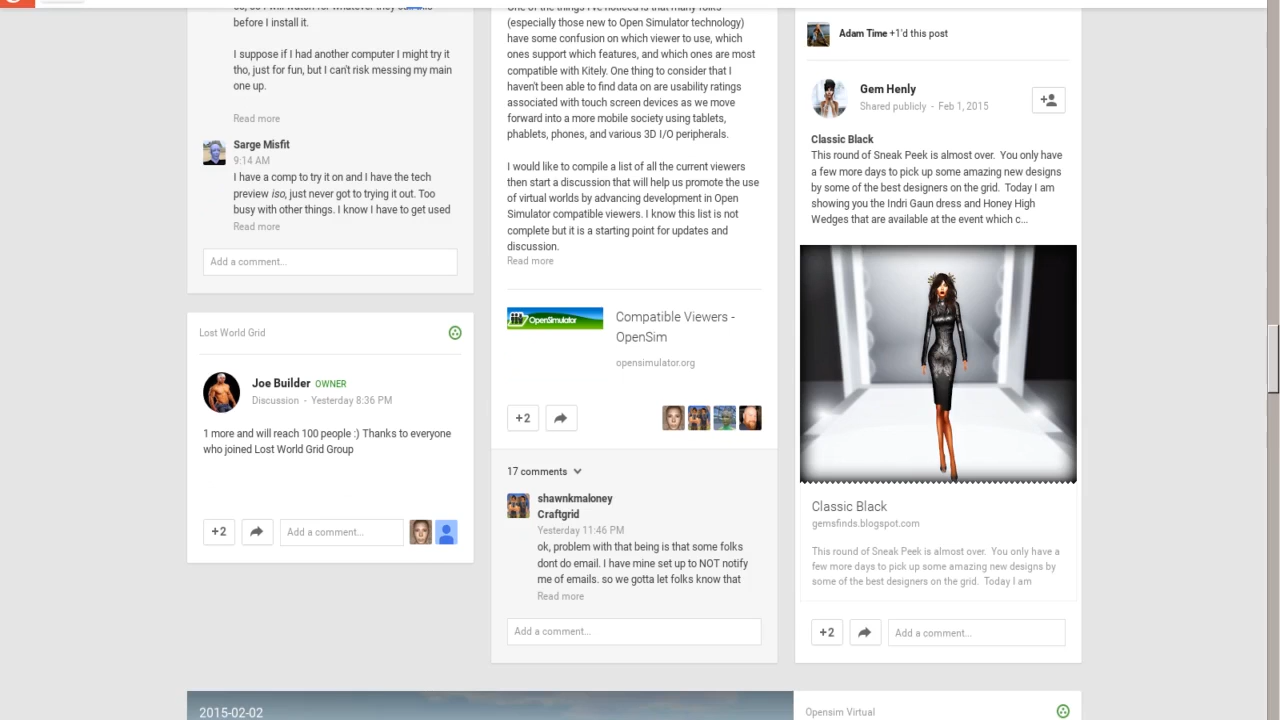 before I install it.
I suppose if I had another computer I might try it
tho, just for fun, but I can't risk messing my main
one up.
Read more
Sarge Misfit
9:14 AM
I have a comp to try it on and I have the tech
preview iso, just never got to trying it out. Too
busy with other things. I know I have to get used
Read more
Add a comment...
Lost World Grid
Joe Builder OWNER
Discussion - Yesterday 8:36 PM
1 more and will reach 100 people :) Thanks to everyone
who joined Lost World Grid Group
+2
Add a comment...
One of the things I've noticed is that many folks
(especially those new to Open Simulator technology)
have some confusion on which viewer to use, which
ones support which features, and which ones are most
compatible with Kitely. One thing to consider that I
haven't been able to find data on are usability ratings
associated with touch screen devices as we move
forward into a more mobile society using tablets,
phablets, phones, and various 3D I/O peripherals.
I would like to compile a list of all the current viewers
then start a discussion that will help us promote the use
of virtual worlds by advancing development in Open
Simulator compatible viewers. I know this list is not
complete but it is a starting point for updates and
discussion.
Read more
OpenSimulator
Compatible Viewers -
OpenSim
opensimulator.org
+2
17 comments
shawnkmaloney
Craftgrid
Yesterday 11:46 PM
ok, problem with that being is that some folks
dont do email. I have mine set up to NOT notify
me of emails. so we gotta let folks know that
Read more
Add a comment...
Adam Time +1'd this post
Gem Henly
Shared publicly - Feb 1, 2015
Classic Black
This round of Sneak Peek is almost over. You only have
a few more days to pick up some amazing new designs
by some of the best designers on the grid. Today I am
showing you the Indri Gaun dress and Honey High
Wedges that are available at the event which c...
Classic Black
gemsfinds.blogspot.com
This round of Sneak Peek is almost over. You only have a
few more days to pick up some amazing new designs by
some of the best designers on the grid. Today I am
+2
Add a comment...
2015-02-02
Opensim Virtual